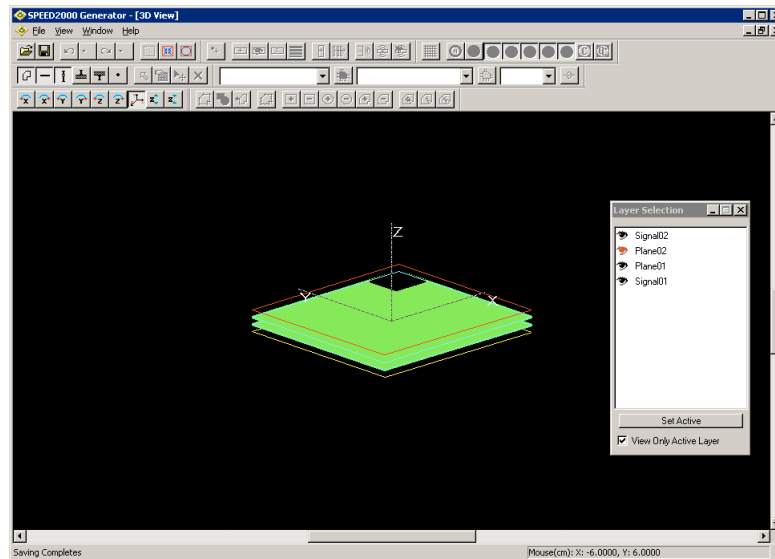 SPEED2000 Generator - [3D View]
File View Window Help
Z
Y
X
Layer Selection
Signal02
Plane02
Plane01
Signal01
Set Active
View Only Active Layer
Saving Completes
Mouse(cm): X: -6.0000, Y: 6.0000